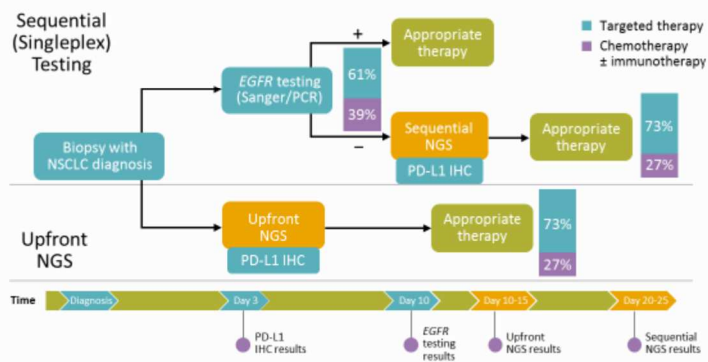 Sequential
(Singleplex)
Testing
Targeted therapy
Chemotherapy
± immunotherapy
+
Appropriate
therapy
EGFR testing
(Sanger/PCR)
61%
39%
–
Sequential
NGS
PD-L1 IHC
Appropriate
therapy
73%
27%
Biopsy with
NSCLC diagnosis
Upfront
NGS
Upfront
NGS
PD-L1 IHC
Appropriate
therapy
73%
27%
Time
Diagnosis
Day 3
Day 10
Day 10-15
Day 20-25
PD-L1
IHC results
EGFR
testing
results
Upfront
NGS results
Sequential
NGS results